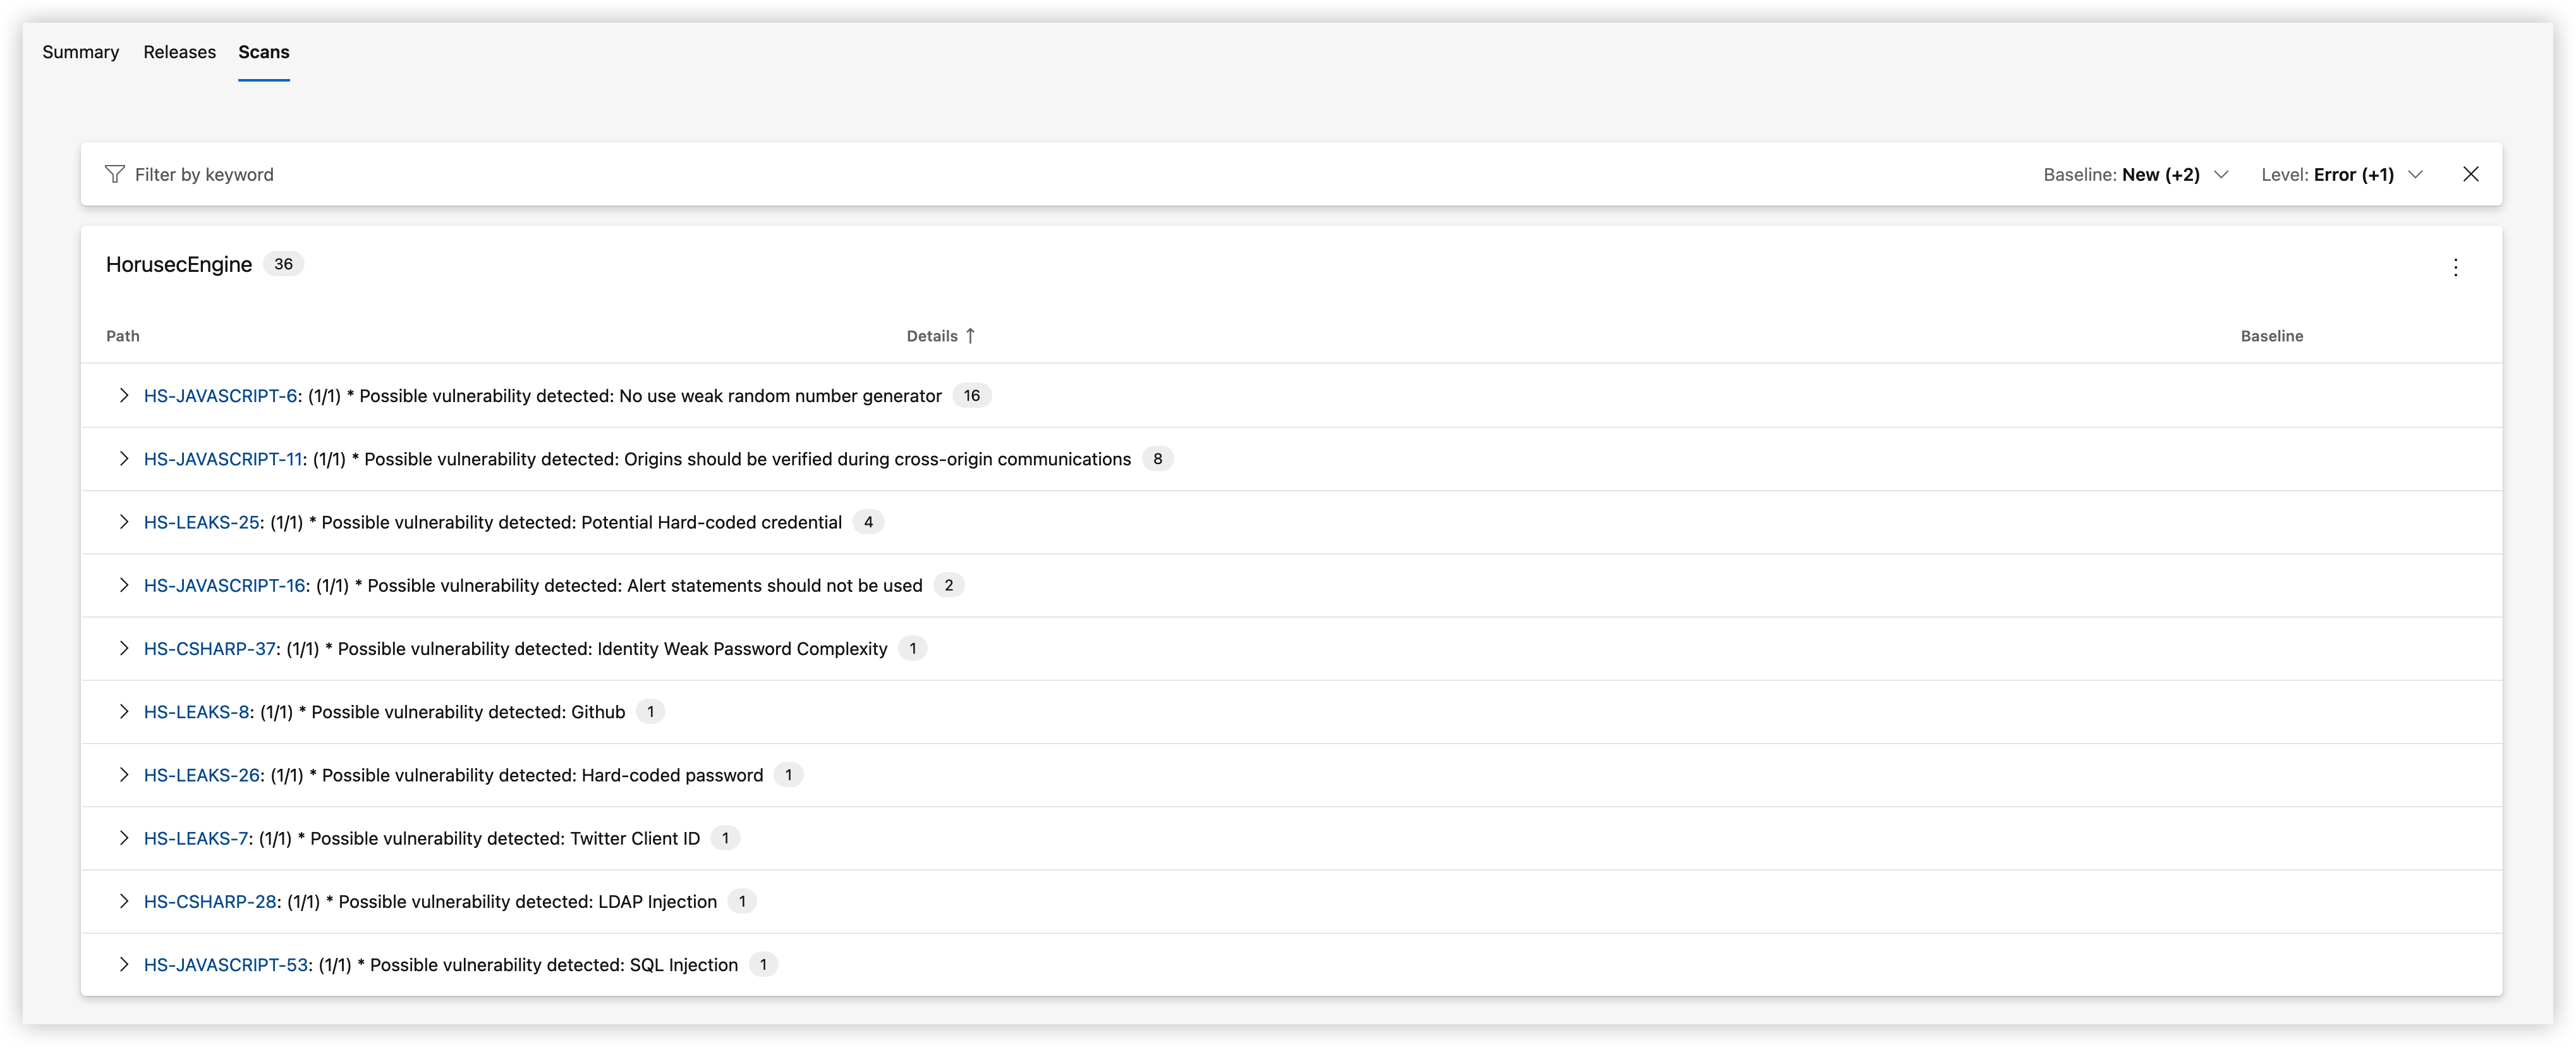 Summary Releases Scans
Filter by keyword Baseline: New (+2) Level: Error (+1)
HorusecEngine 36
Path Details ↑ Baseline
HS-JAVASCRIPT-6: (1/1) * Possible vulnerability detected: No use weak random number generator 16
HS-JAVASCRIPT-11: (1/1) * Possible vulnerability detected: Origins should be verified during cross-origin communications 8
HS-LEAKS-25: (1/1) * Possible vulnerability detected: Potential Hard-coded credential 4
HS-JAVASCRIPT-16: (1/1) * Possible vulnerability detected: Alert statements should not be used 2
HS-CSHARP-37: (1/1) * Possible vulnerability detected: Identity Weak Password Complexity 1
HS-LEAKS-8: (1/1) * Possible vulnerability detected: Github 1
HS-LEAKS-26: (1/1) * Possible vulnerability detected: Hard-coded password 1
HS-LEAKS-7: (1/1) * Possible vulnerability detected: Twitter Client ID 1
HS-CSHARP-28: (1/1) * Possible vulnerability detected: LDAP Injection 1
HS-JAVASCRIPT-53: (1/1) * Possible vulnerability detected: SQL Injection 1